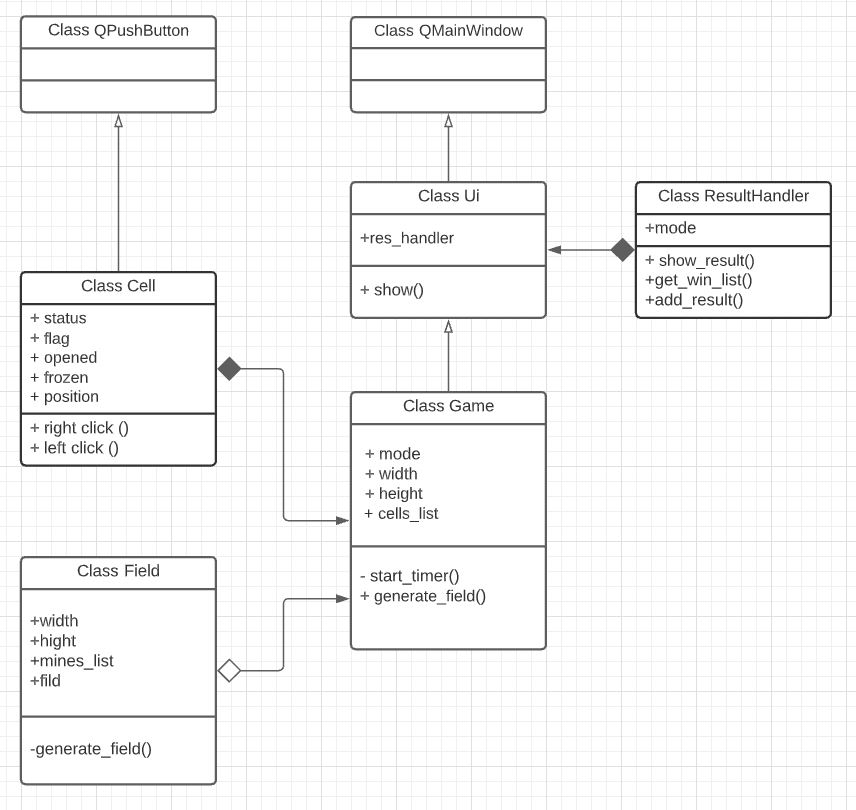 Class QPushButton
Class QMainWindow
Class Ui
+res_handler
+ show()
Class ResultHandler
+mode
+ show_result()
+get_win_list()
+add_result()
Class Cell
+ status
+ flag
+ opened
+ frozen
+ position
+ right click ()
+ left click ()
Class Game
+ mode
+ width
+ height
+ cells_list
- start_timer()
+ generate_field()
Class Field
+width
+hight
+mines_list
+fild
-generate_field()